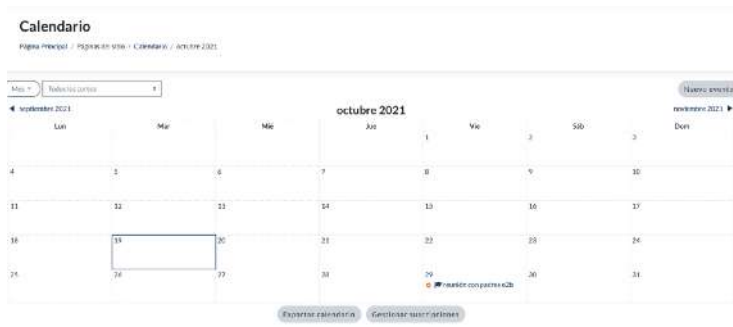 Calendario
Página Principal / Páginas del sitio / Calendario / octubre 2021
Mes Todos los cursos Nuevo evento
septiembre 2021 octubre 2021 noviembre 2021
Lun Mar Mié Jue Vie Sáb Dom
1 2 3
4 5 6 7 8 9 10
11 12 13 14 15 16 17
18 19 20 21 22 23 24
25 26 27 28 29 30 31
reunión con padres e2b
Exportar calendario Gestionar suscripciones